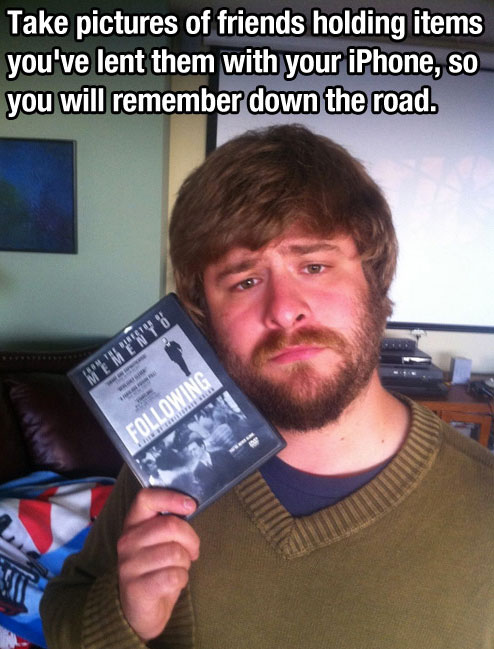 Take pictures of friends holding items
you've lent them with your iPhone, so
you will remember down the road.
FROM THE DIRECTOR OF
MEMENTO
FOLLOWING
DVD